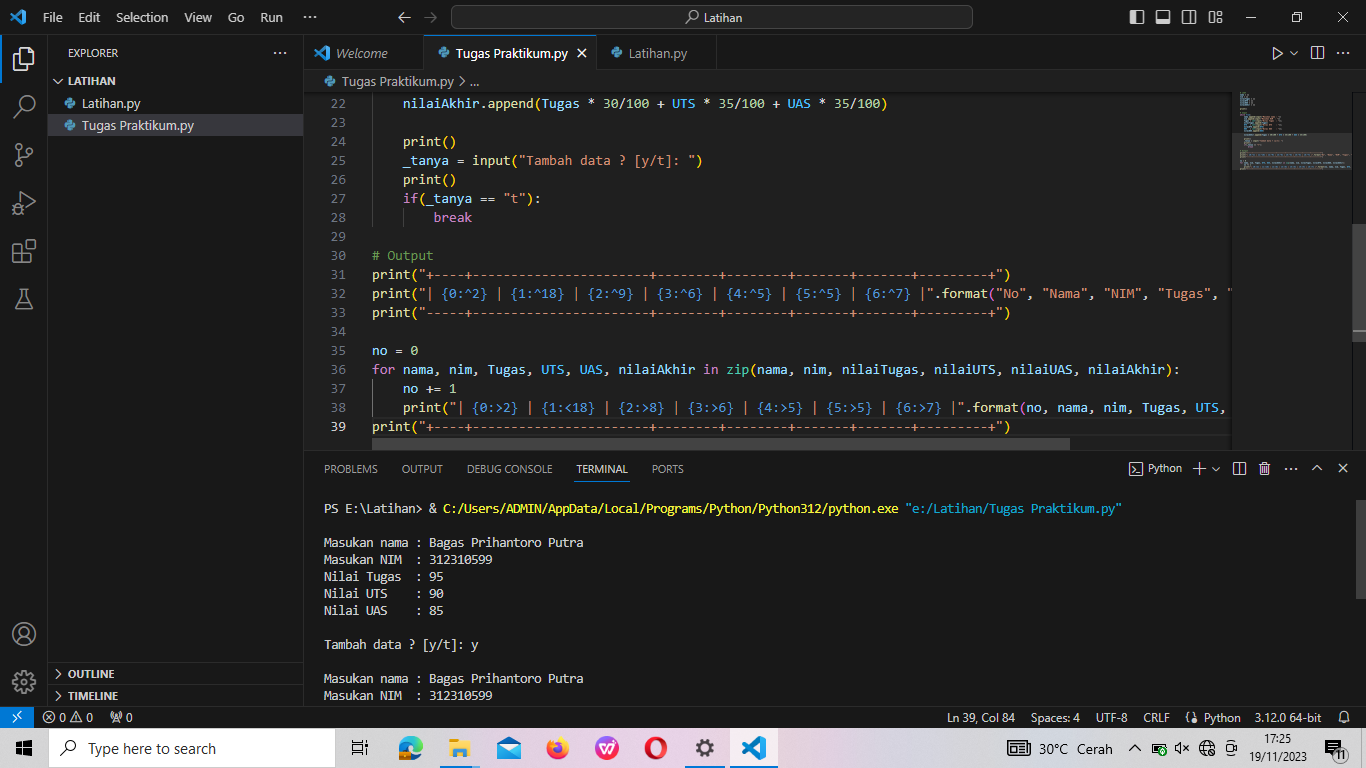 File Edit Selection View Go Run ··· Latihan
EXPLORER
LATIHAN
Latihan.py
Tugas Praktikum.py
OUTLINE
TIMELINE
Welcome Tugas Praktikum.py Latihan.py
Tugas Praktikum.py > ...
22 nilaiAkhir.append(Tugas * 30/100 + UTS * 35/100 + UAS * 35/100)
23
24 print()
25 _tanya = input("Tambah data ? [y/t]: ")
26 print()
27 if(_tanya == "t"):
28 break
29
30 # Output
31 print("+----+-----------------------+--------+--------+-------+-------+---------+")
32 print("| {0:^2} | {1:^18} | {2:^9} | {3:^6} | {4:^5} | {5:^5} | {6:^7} |".format("No", "Nama", "NIM", "Tugas", "
33 print("-----+-----------------------+--------+--------+-------+-------+---------+")
34
35 no = 0
36 for nama, nim, Tugas, UTS, UAS, nilaiAkhir in zip(nama, nim, nilaiTugas, nilaiUTS, nilaiUAS, nilaiAkhir):
37 no += 1
38 print("| {0:>2} | {1:<18} | {2:>8} | {3:>6} | {4:>5} | {5:>5} | {6:>7} |".format(no, nama, nim, Tugas, UTS,
39 print("+----+-----------------------+--------+--------+-------+-------+---------+")
PROBLEMS OUTPUT DEBUG CONSOLE TERMINAL PORTS Python
PS E:\Latihan> & C:/Users/ADMIN/AppData/Local/Programs/Python/Python312/python.exe "e:/Latihan/Tugas Praktikum.py"
Masukan nama : Bagas Prihantoro Putra
Masukan NIM : 312310599
Nilai Tugas : 95
Nilai UTS : 90
Nilai UAS : 85
Tambah data ? [y/t]: y
Masukan nama : Bagas Prihantoro Putra
Masukan NIM : 312310599
0 0 0 Ln 39, Col 84 Spaces: 4 UTF-8 CRLF Python 3.12.0 64-bit
Type here to search 30°C Cerah 17:25
19/11/2023 11